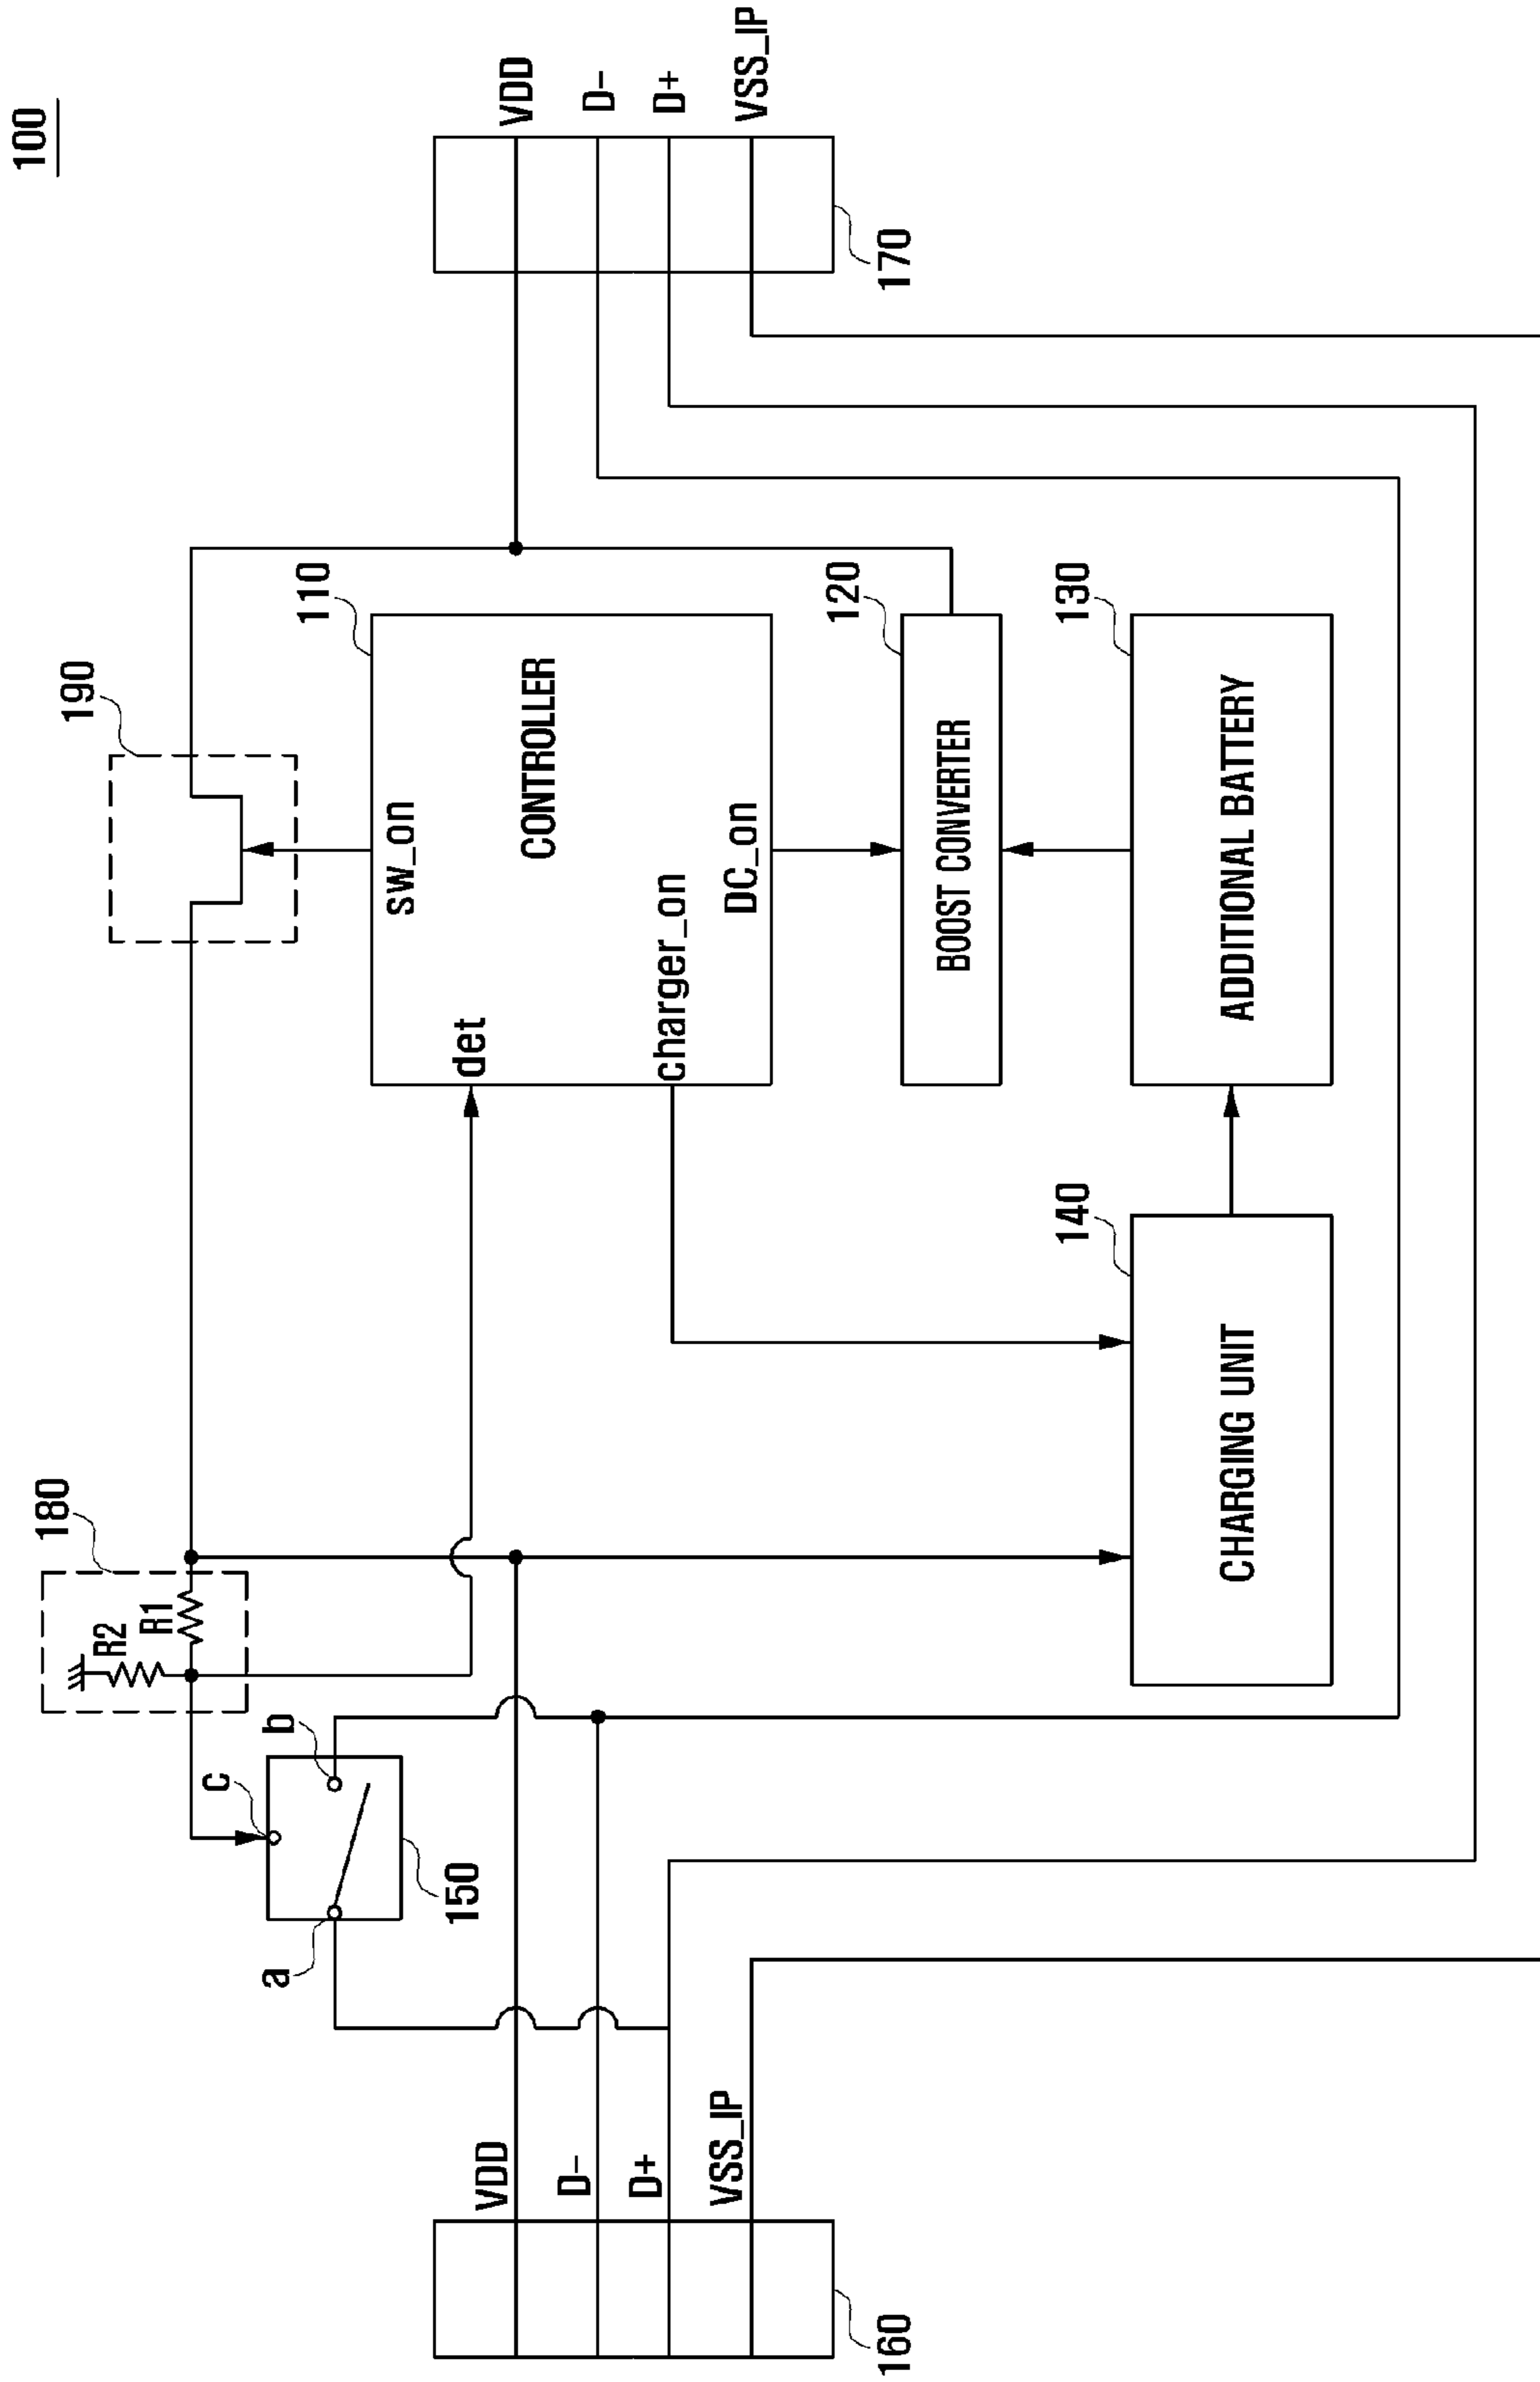 100
190
180
R2
R1
c
b
a
150
sw_on
110
CONTROLLER
det
charger_on
DC_on
120
BOOST CONVERTER
130
ADDITIONAL BATTERY
140
CHARGING UNIT
VDD
D-
D+
VSS_IP
160
VDD
D-
D+
VSS_IP
170